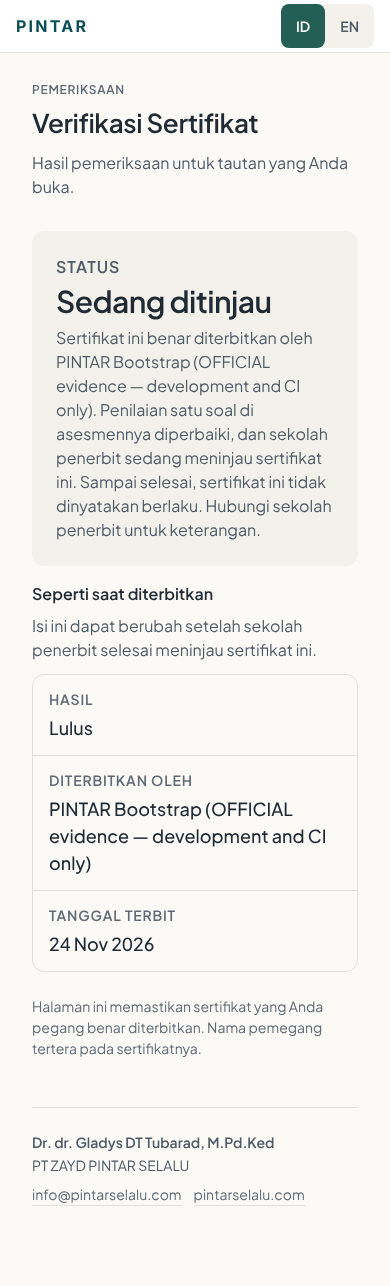 PINTAR
ID EN
PEMERIKSAAN
Verifikasi Sertifikat
Hasil pemeriksaan untuk tautan yang Anda
buka.
STATUS
Sedang ditinjau
Sertifikat ini benar diterbitkan oleh
PINTAR Bootstrap (OFFICIAL
evidence — development and CI
only). Penilaian satu soal di
asesmennya diperbaiki, dan sekolah
penerbit sedang meninjau sertifikat
ini. Sampai selesai, sertifikat ini tidak
dinyatakan berlaku. Hubungi sekolah
penerbit untuk keterangan.
Seperti saat diterbitkan
Isi ini dapat berubah setelah sekolah
penerbit selesai meninjau sertifikat ini.
HASIL
Lulus
DITERBITKAN OLEH
PINTAR Bootstrap (OFFICIAL
evidence — development and CI
only)
TANGGAL TERBIT
24 Nov 2026
Halaman ini memastikan sertifikat yang Anda
pegang benar diterbitkan. Nama pemegang
tertera pada sertifikatnya.
Dr. dr. Gladys DT Tubarad, M.Pd.Ked
PT ZAYD PINTAR SELALU
info@pintarselalu.com pintarselalu.com